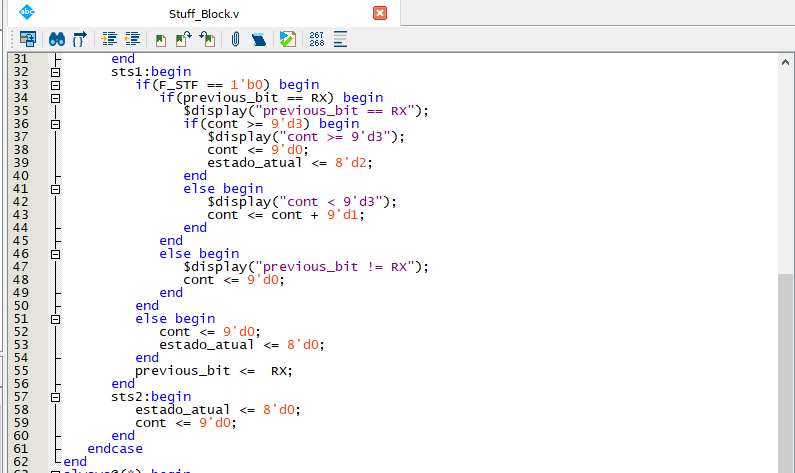 abc
Stuff_Block.v
267
268
31 end
32 sts1:begin
33 if(F_STF == 1'b0) begin
34 if(previous_bit == RX) begin
35 $display("previous_bit == RX");
36 if(cont >= 9'd3) begin
37 $display("cont >= 9'd3");
38 cont <= 9'd0;
39 estado_atual <= 8'd2;
40 end
41 else begin
42 $display("cont < 9'd3");
43 cont <= cont + 9'd1;
44 end
45 end
46 else begin
47 $display("previous_bit != RX");
48 cont <= 9'd0;
49 end
50 end
51 else begin
52 cont <= 9'd0;
53 estado_atual <= 8'd0;
54 end
55 previous_bit <=  RX;
56 end
57 sts2:begin
58 estado_atual <= 8'd0;
59 cont <= 9'd0;
60 end
61 endcase
62 end
63 always@(*) begin